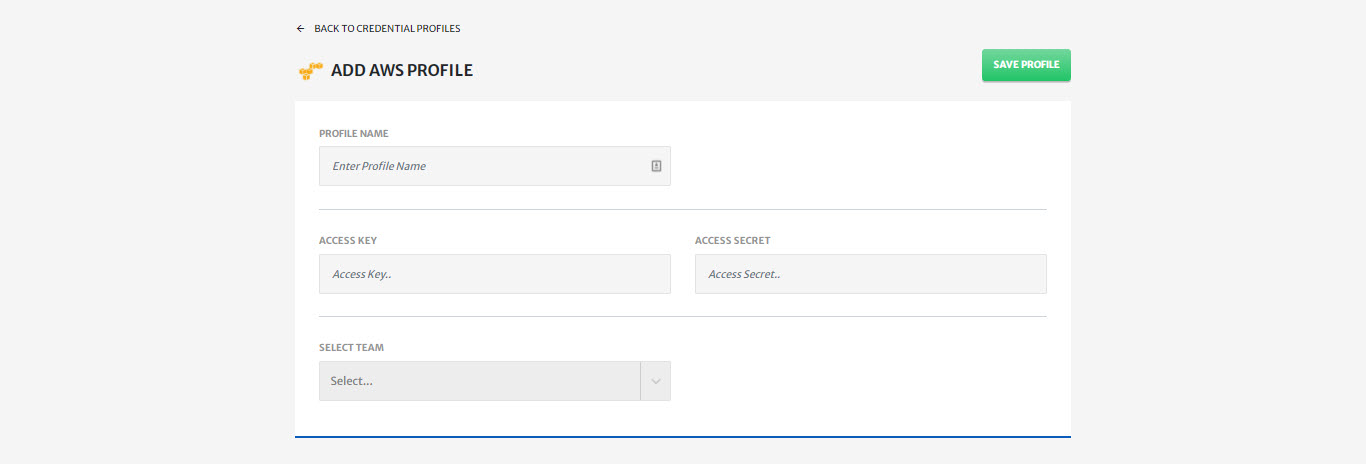 BACK TO CREDENTIAL PROFILES
ADD AWS PROFILE
SAVE PROFILE
PROFILE NAME
Enter Profile Name
ACCESS KEY
ACCESS SECRET
Access Key..
Access Secret..
SELECT TEAM
Select...